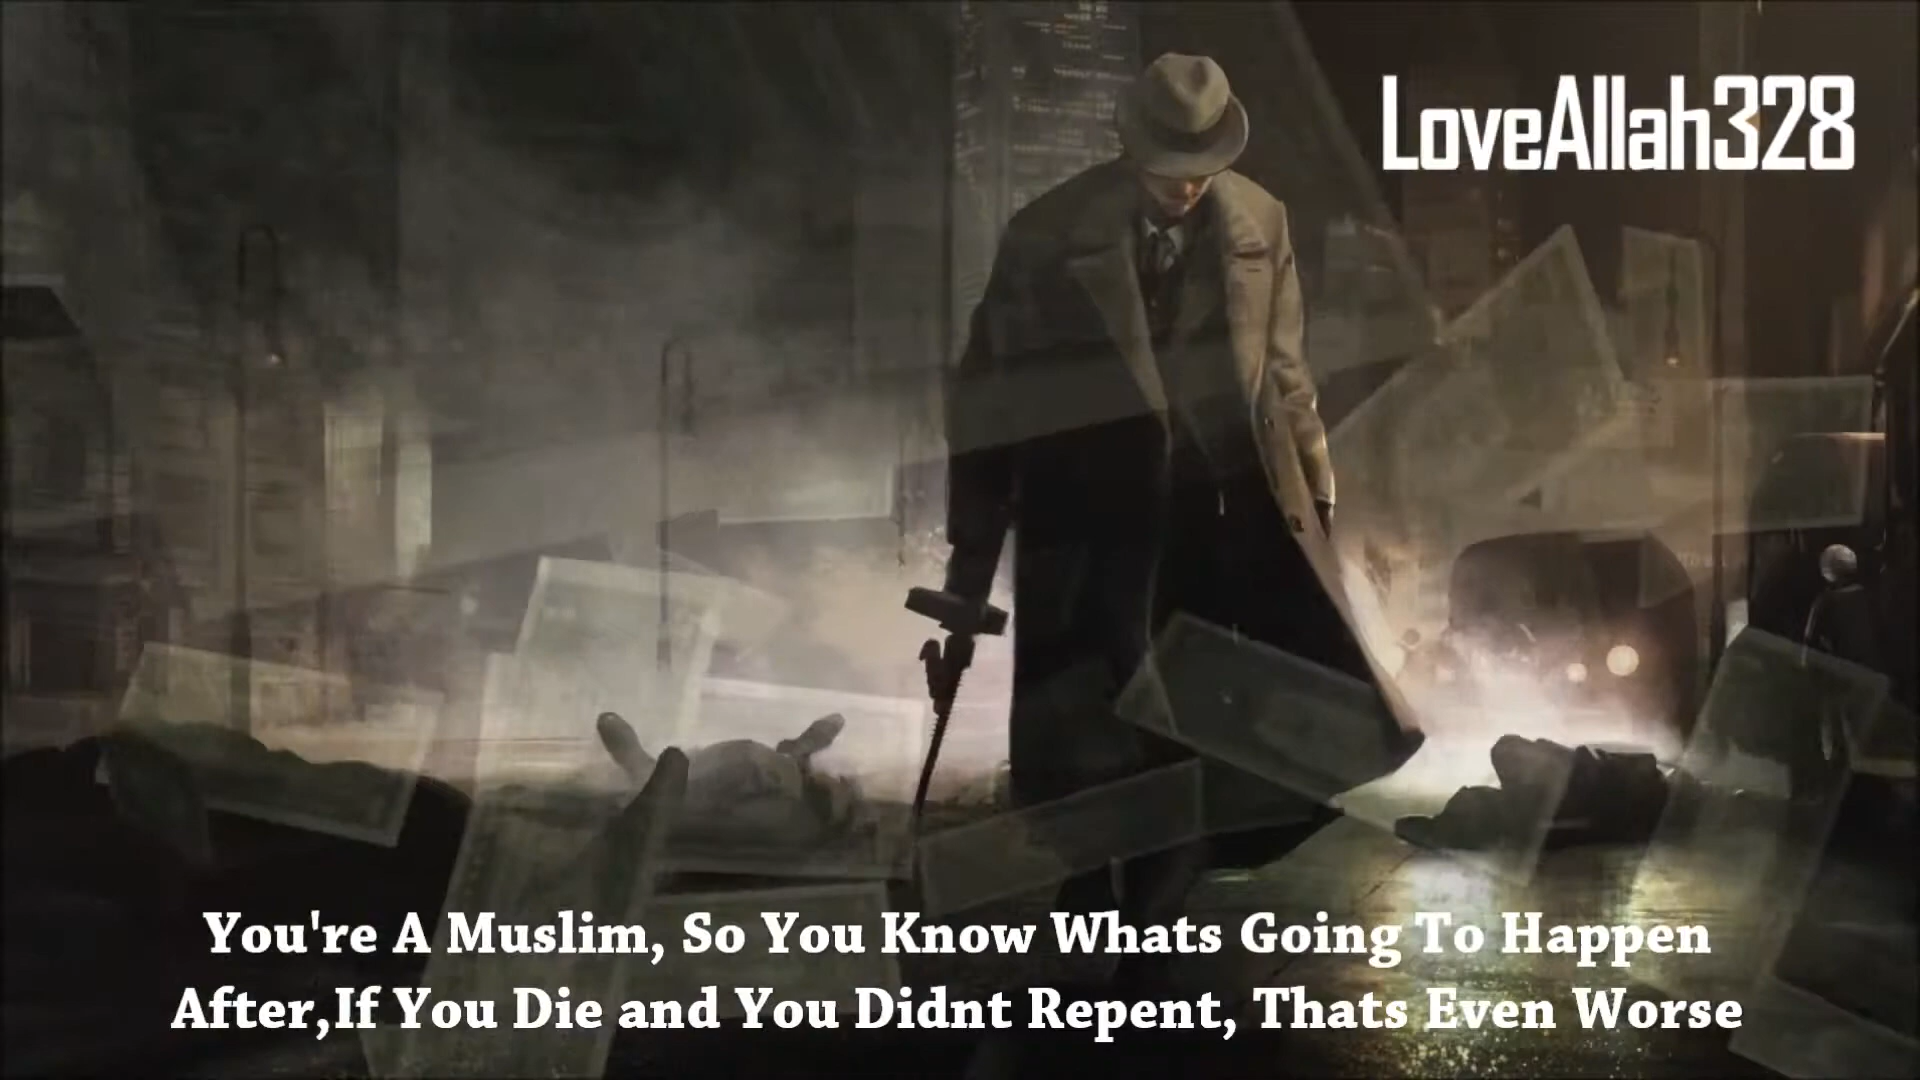 LoveAllah328
You're A Muslim, So You Know Whats Going To Happen
After,If You Die and You Didnt Repent, Thats Even Worse